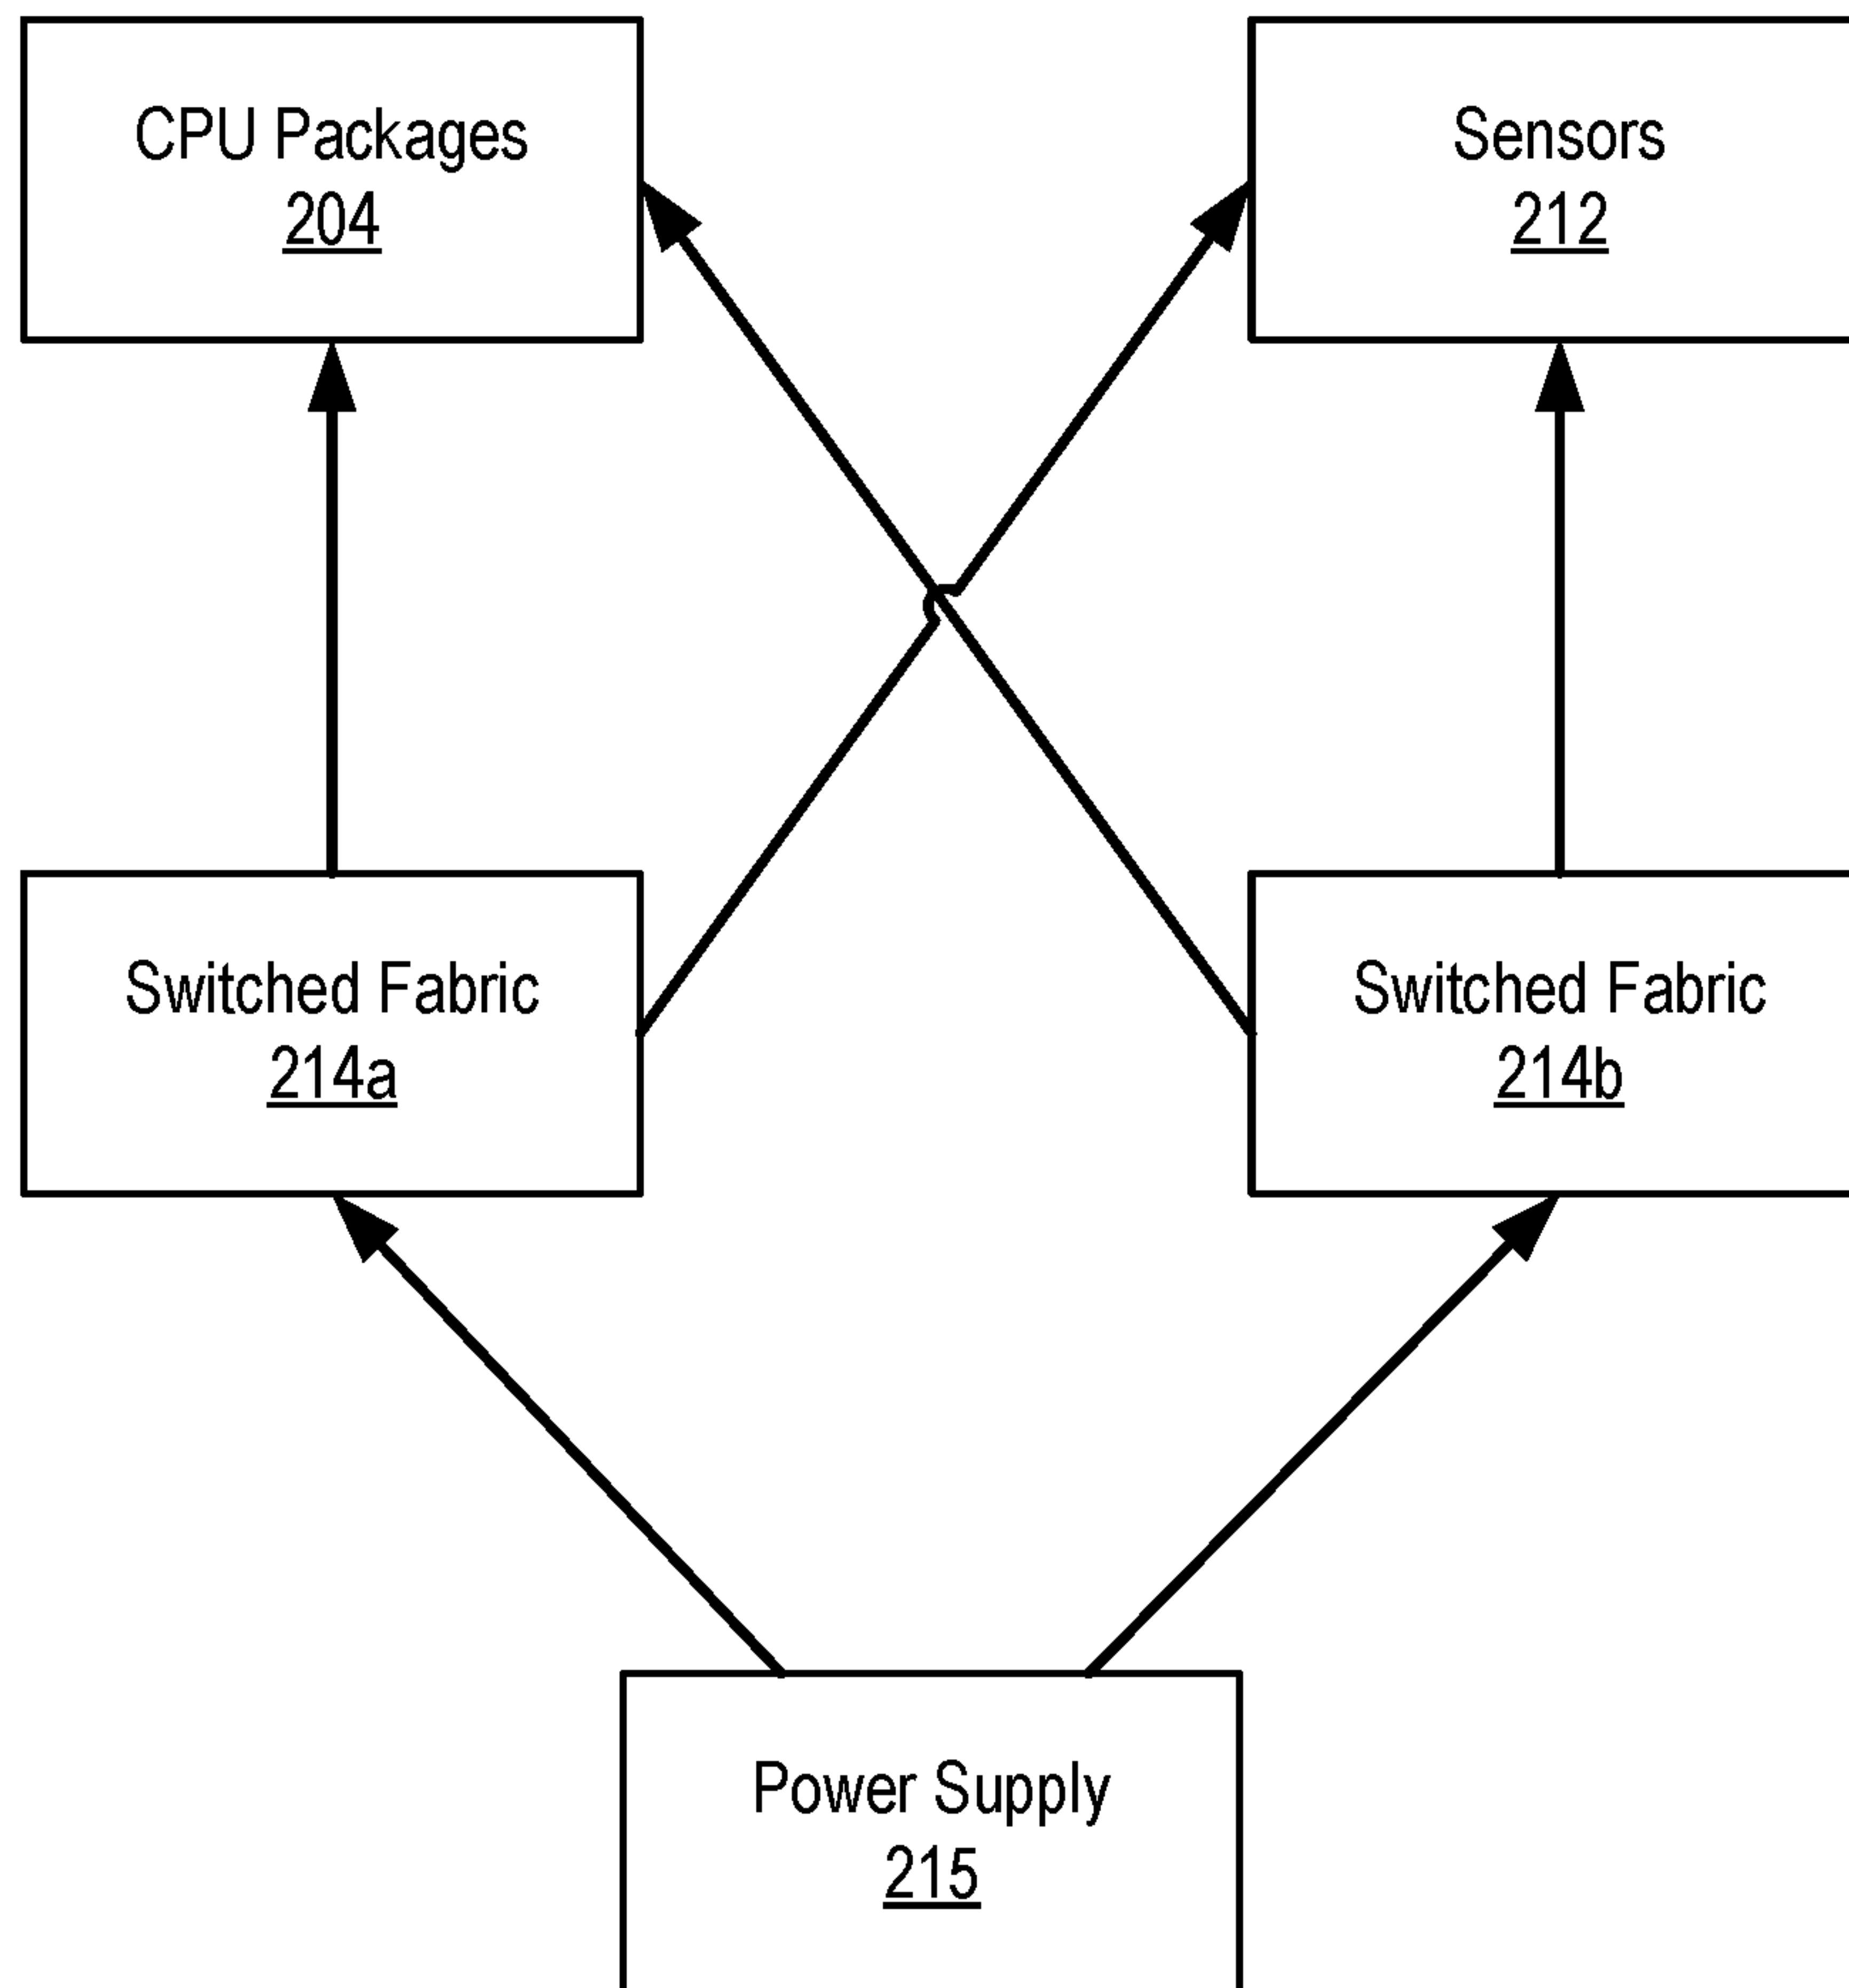 CPU Packages
204
Sensors
212
Switched Fabric
214a
Switched Fabric
214b
Power Supply
215